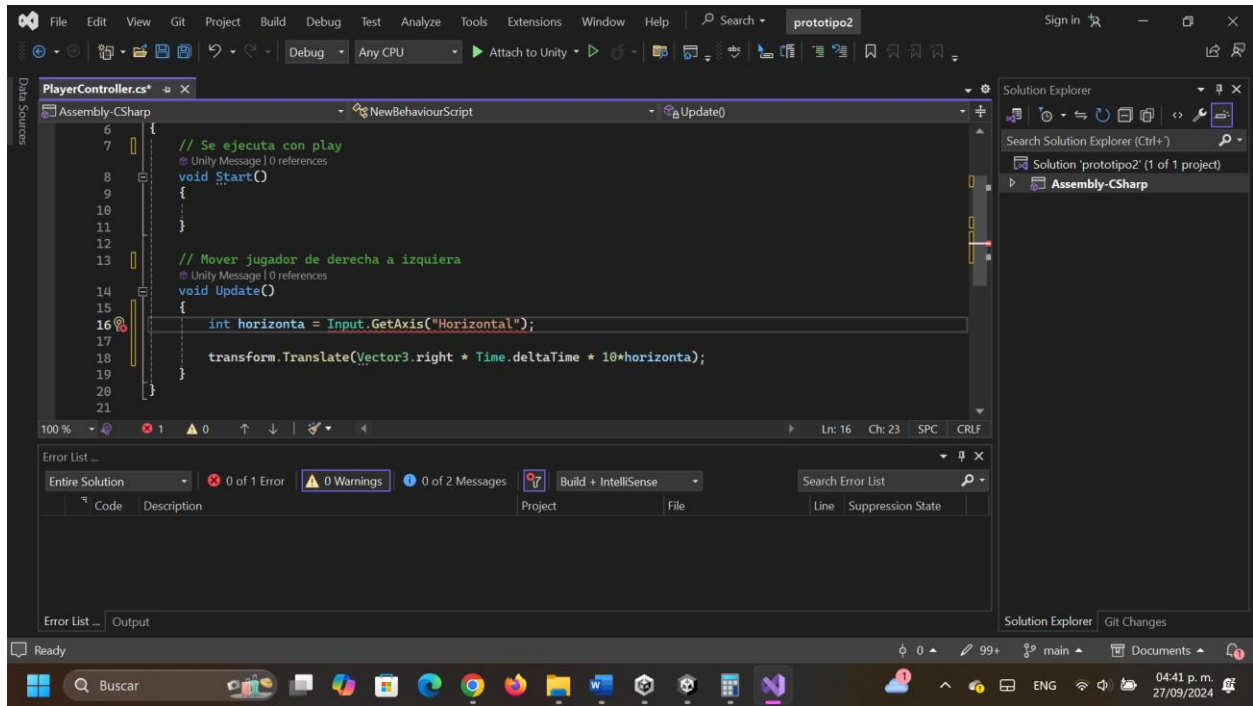 File Edit View Git Project Build Debug Test Analyze Tools Extensions Window Help Search prototipo2 Sign in
Debug Any CPU Attach to Unity
Data Sources
PlayerController.cs*
Assembly-CSharp NewBehaviourScript Update()
6 {
7 // Se ejecuta con play
Unity Message | 0 references
8 void Start()
9 {
10
11 }
12
13 // Mover jugador de derecha a izquiera
Unity Message | 0 references
14 void Update()
15 {
16 int horizonta = Input.GetAxis("Horizontal");
17
18 transform.Translate(Vector3.right * Time.deltaTime * 10*horizonta);
19 }
20 }
21
100 % 1 0 Ln: 16 Ch: 23 SPC CRLF
Error List ...
Entire Solution 0 of 1 Error 0 Warnings 0 of 2 Messages Build + IntelliSense Search Error List
Code Description Project File Line Suppression State
Error List ... Output
Solution Explorer
Search Solution Explorer (Ctrl+´)
Solution 'prototipo2' (1 of 1 project)
Assembly-CSharp
Solution Explorer Git Changes
Ready 0 99+ main Documents 1
Buscar ENG 04:41 p. m.
27/09/2024